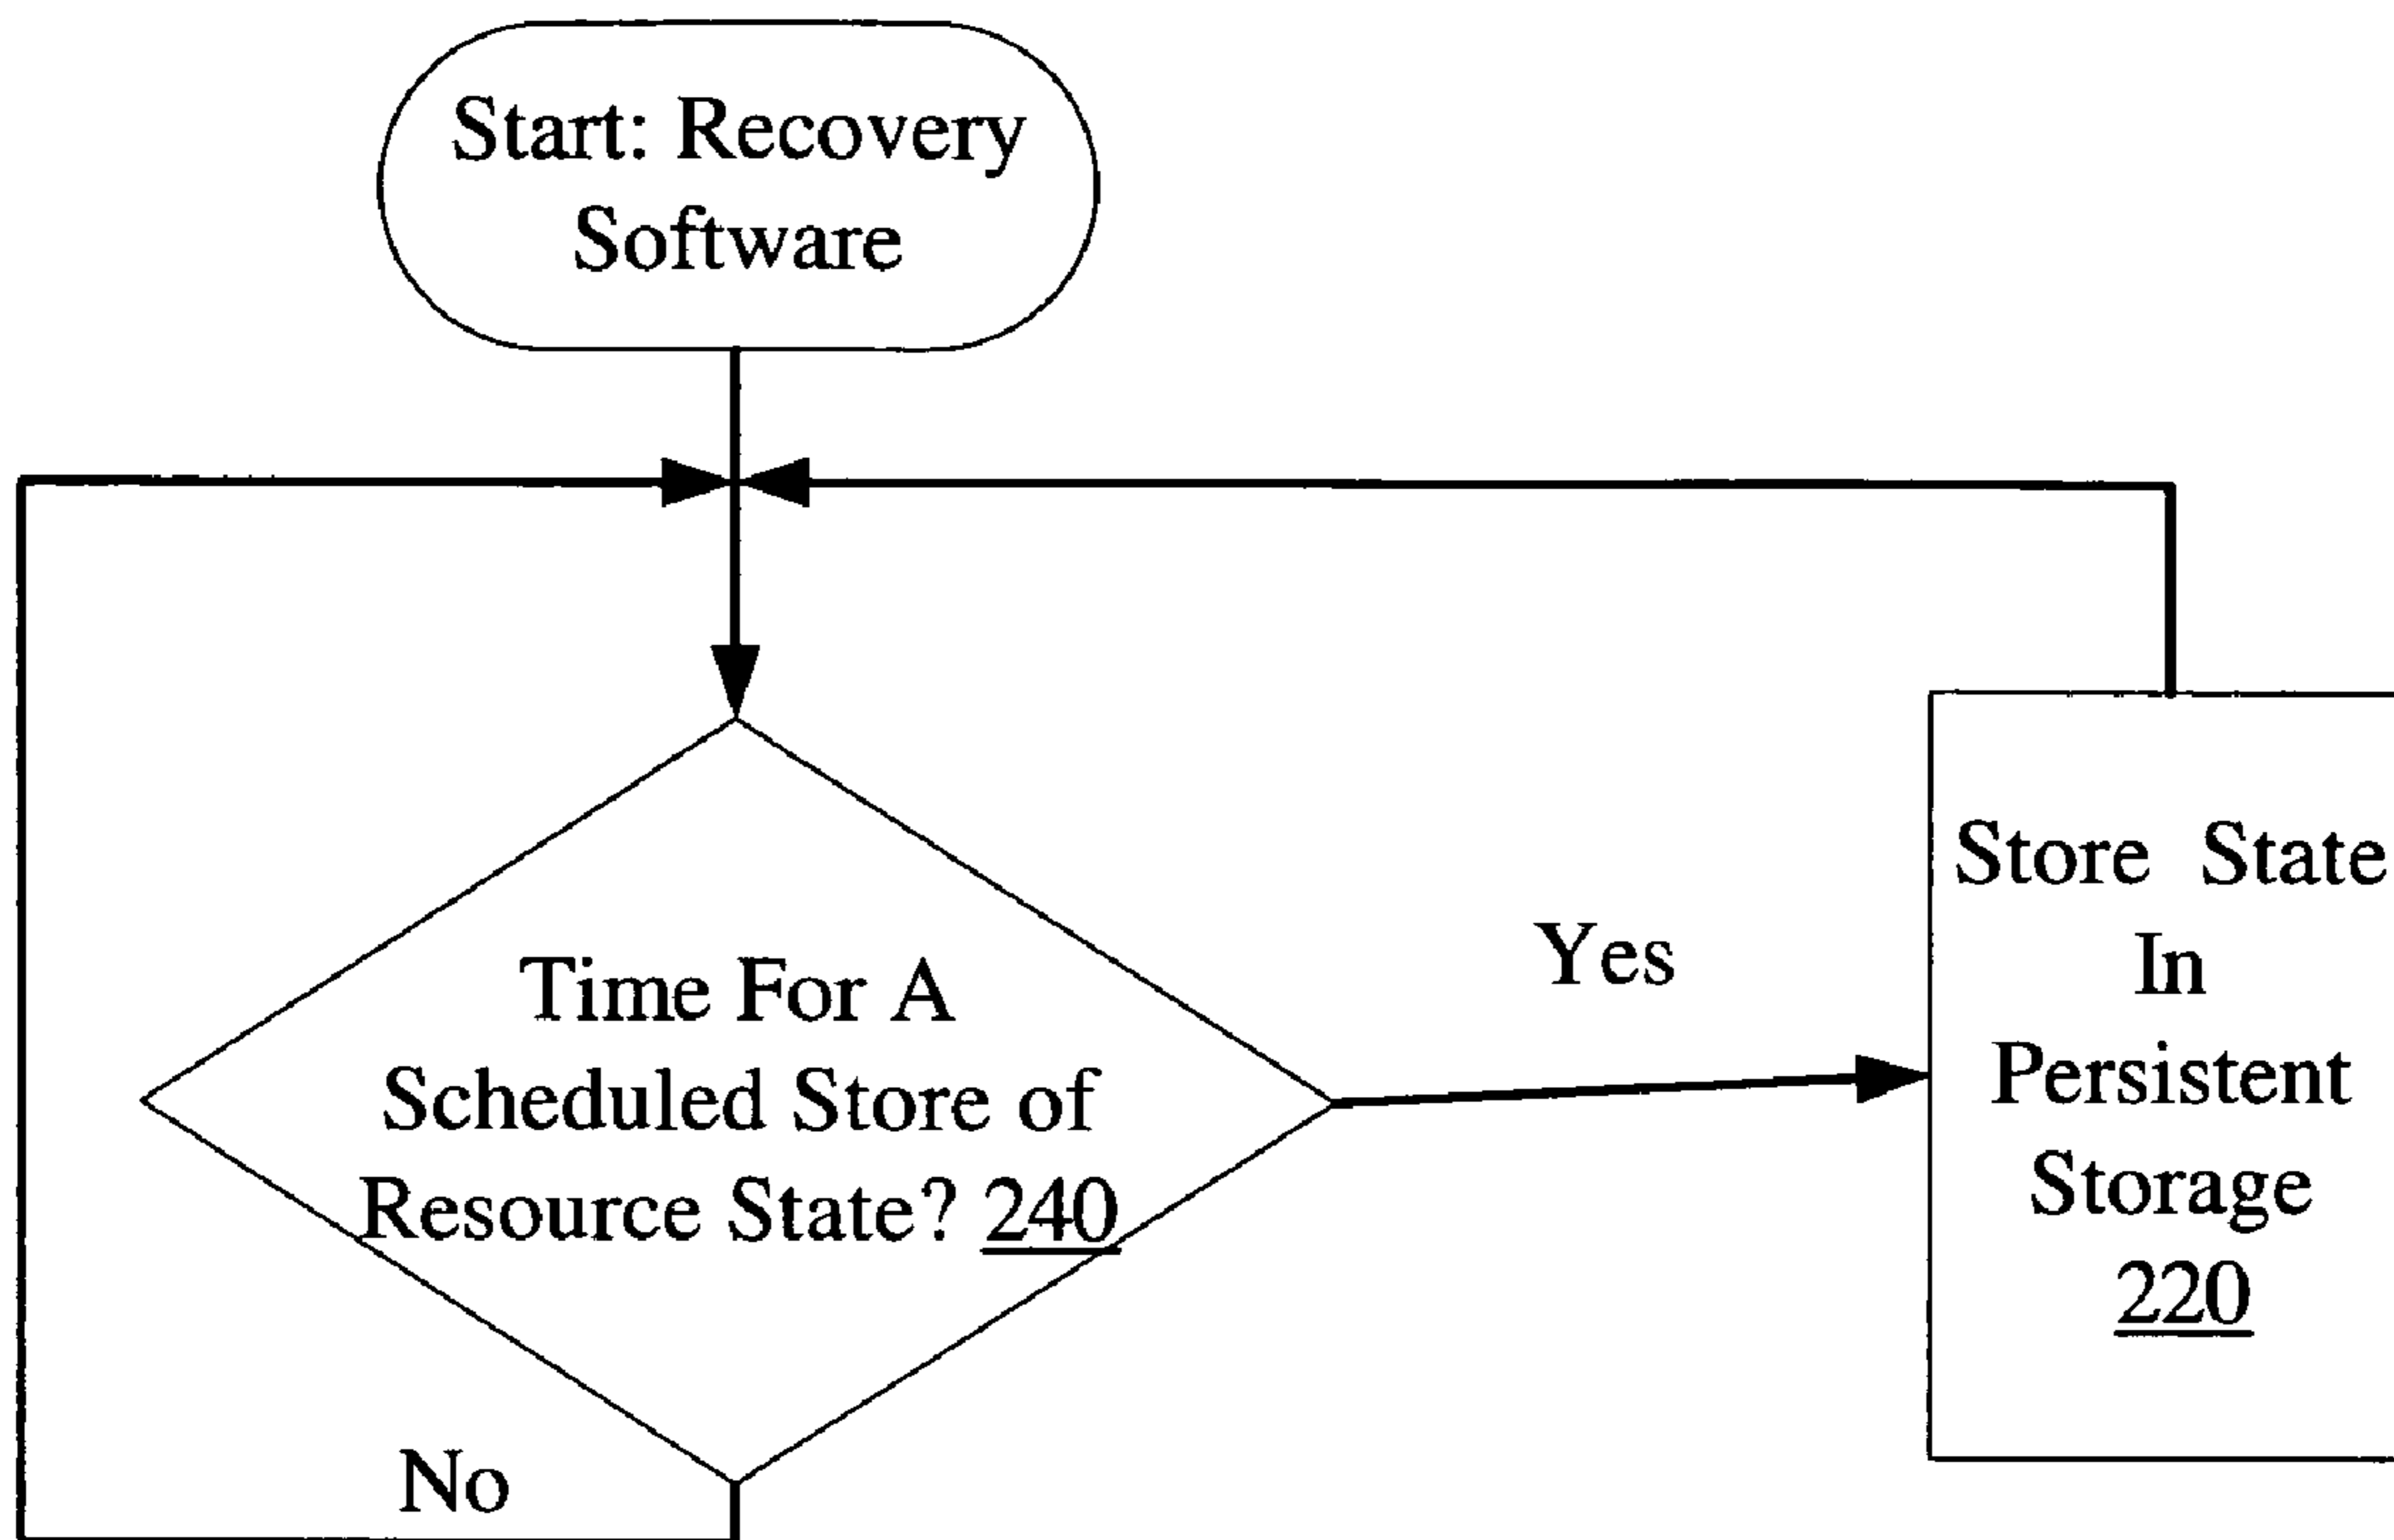 Start: Recovery
Software
Time For A
Scheduled Store of
Resource State? 240
Yes
Store State
In
Persistent
Storage
220
No